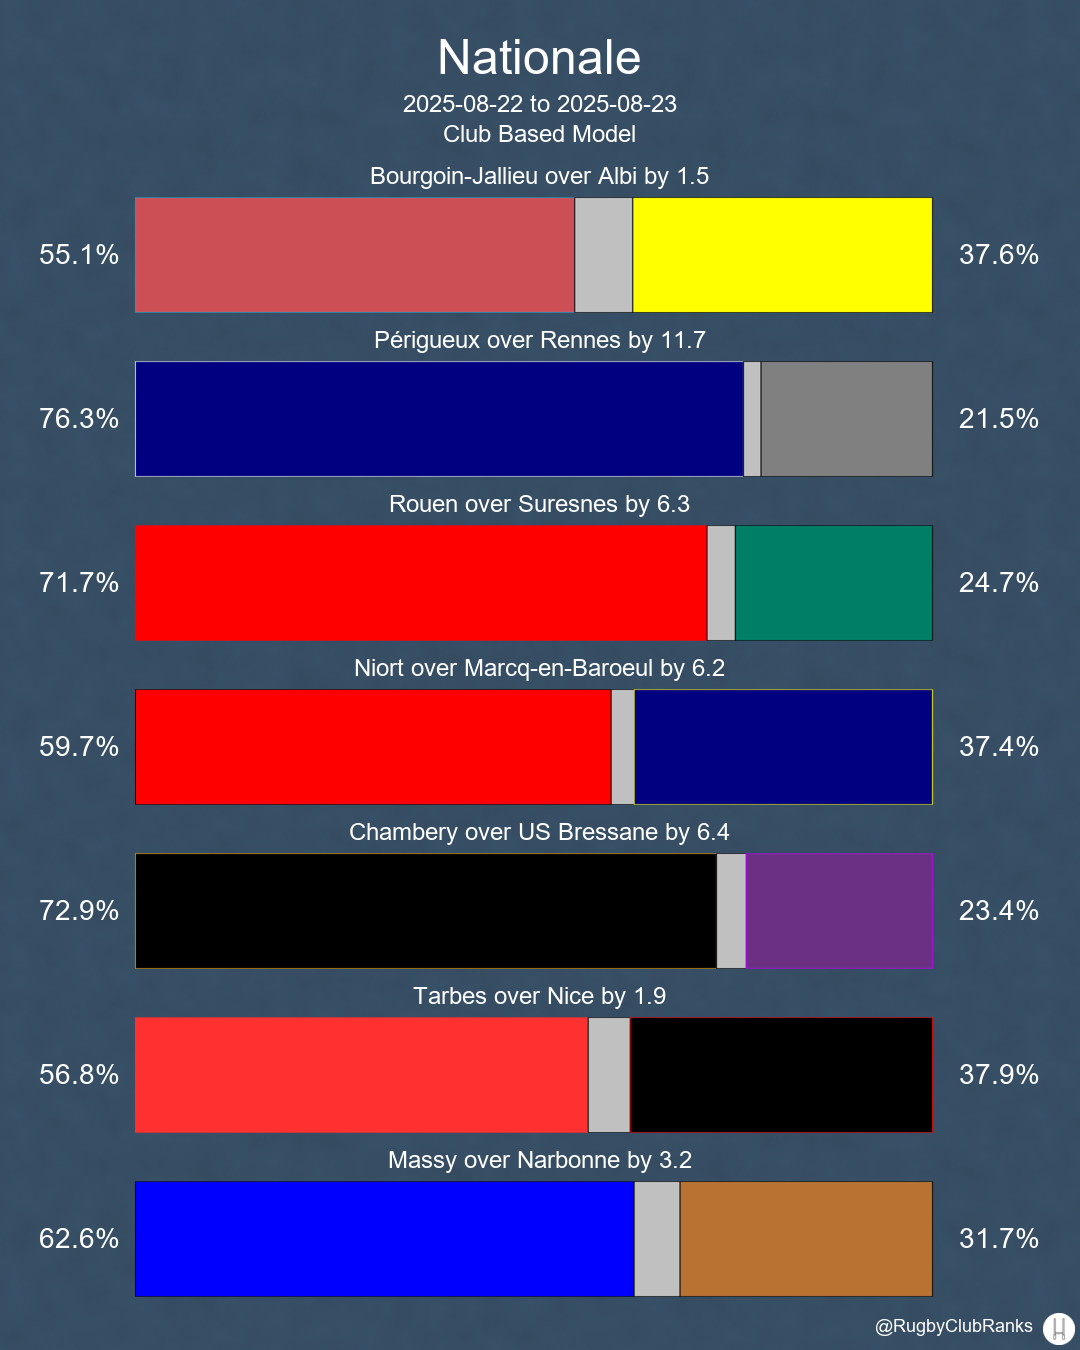 Nationale
2025-08-22 to 2025-08-23
Club Based Model
Bourgoin-Jallieu over Albi by 1.5
55.1% 37.6%
Périgueux over Rennes by 11.7
76.3% 21.5%
Rouen over Suresnes by 6.3
71.7% 24.7%
Niort over Marcq-en-Baroeul by 6.2
59.7% 37.4%
Chambery over US Bressane by 6.4
72.9% 23.4%
Tarbes over Nice by 1.9
56.8% 37.9%
Massy over Narbonne by 3.2
62.6% 31.7%
@RugbyClubRanks